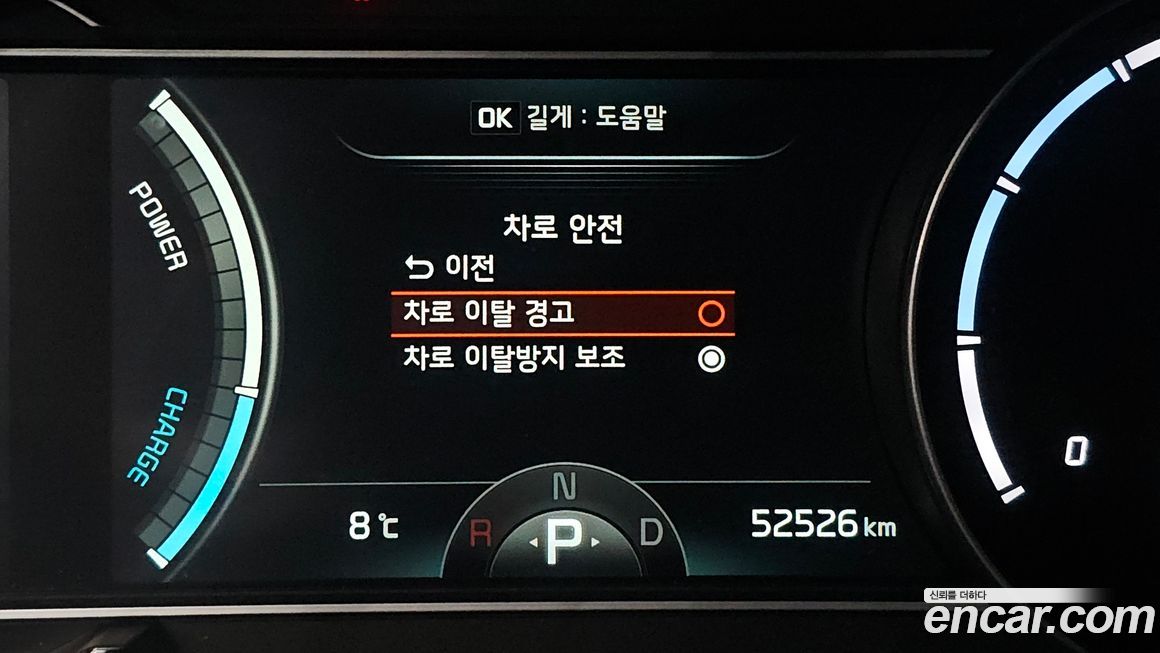 OK 길게 : 도움말
POWER
차로 안전
이전
차로 이탈 경고
차로 이탈방지 보조
CHARGE
0
N
8℃
R
P
D
52526 km
신뢰를 더하다
encar.com